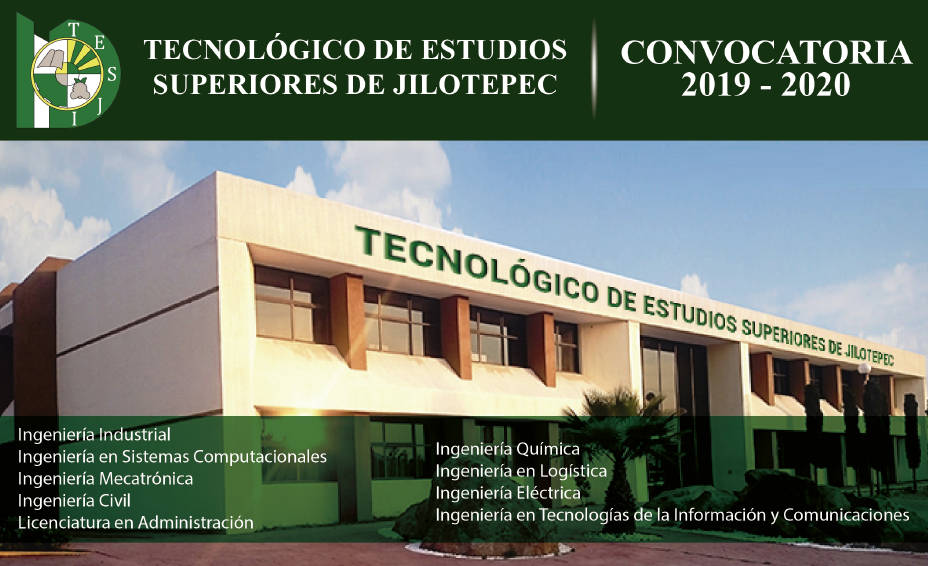 TESJI
TECNOLÓGICO DE ESTUDIOS
SUPERIORES DE JILOTEPEC
CONVOCATORIA
2019 - 2020
TECNOLÓGICO DE ESTUDIOS SUPERIORES DE JILOTEPEC
Ingeniería Industrial
Ingeniería en Sistemas Computacionales
Ingeniería Mecatrónica
Ingeniería Civil
Licenciatura en Administración
Ingeniería Química
Ingeniería en Logística
Ingeniería Eléctrica
Ingeniería en Tecnologías de la Información y Comunicaciones